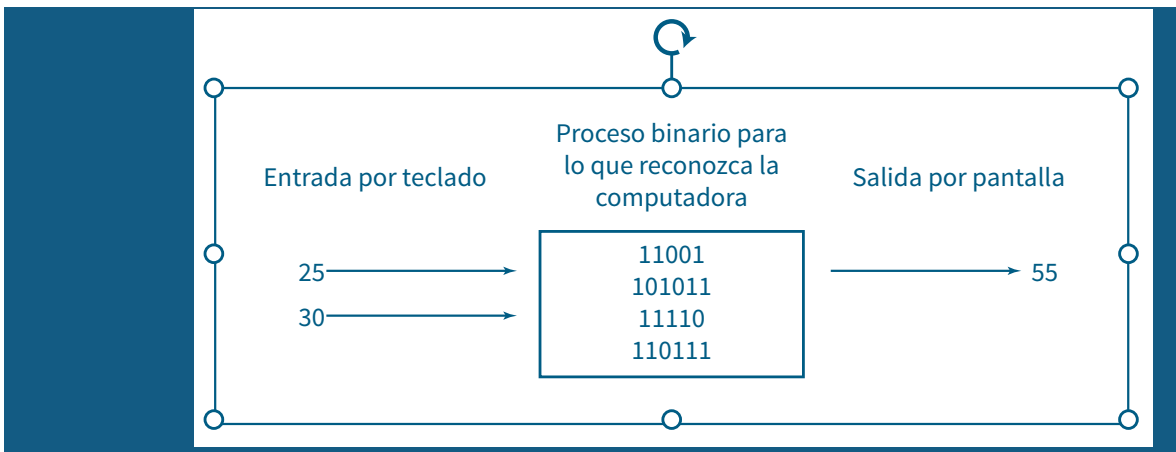 Proceso binario para
lo que reconozca la
computadora
Entrada por teclado
Salida por pantalla
11001
25
55
101011
30
11110
110111